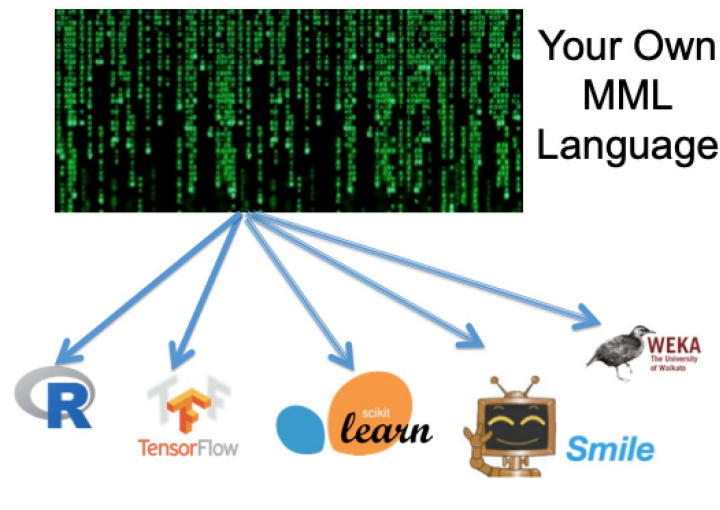 Your Own
MML
Language
WEKA
The University
of Waikato
R
TensorFlow
scikit
learn
Smile